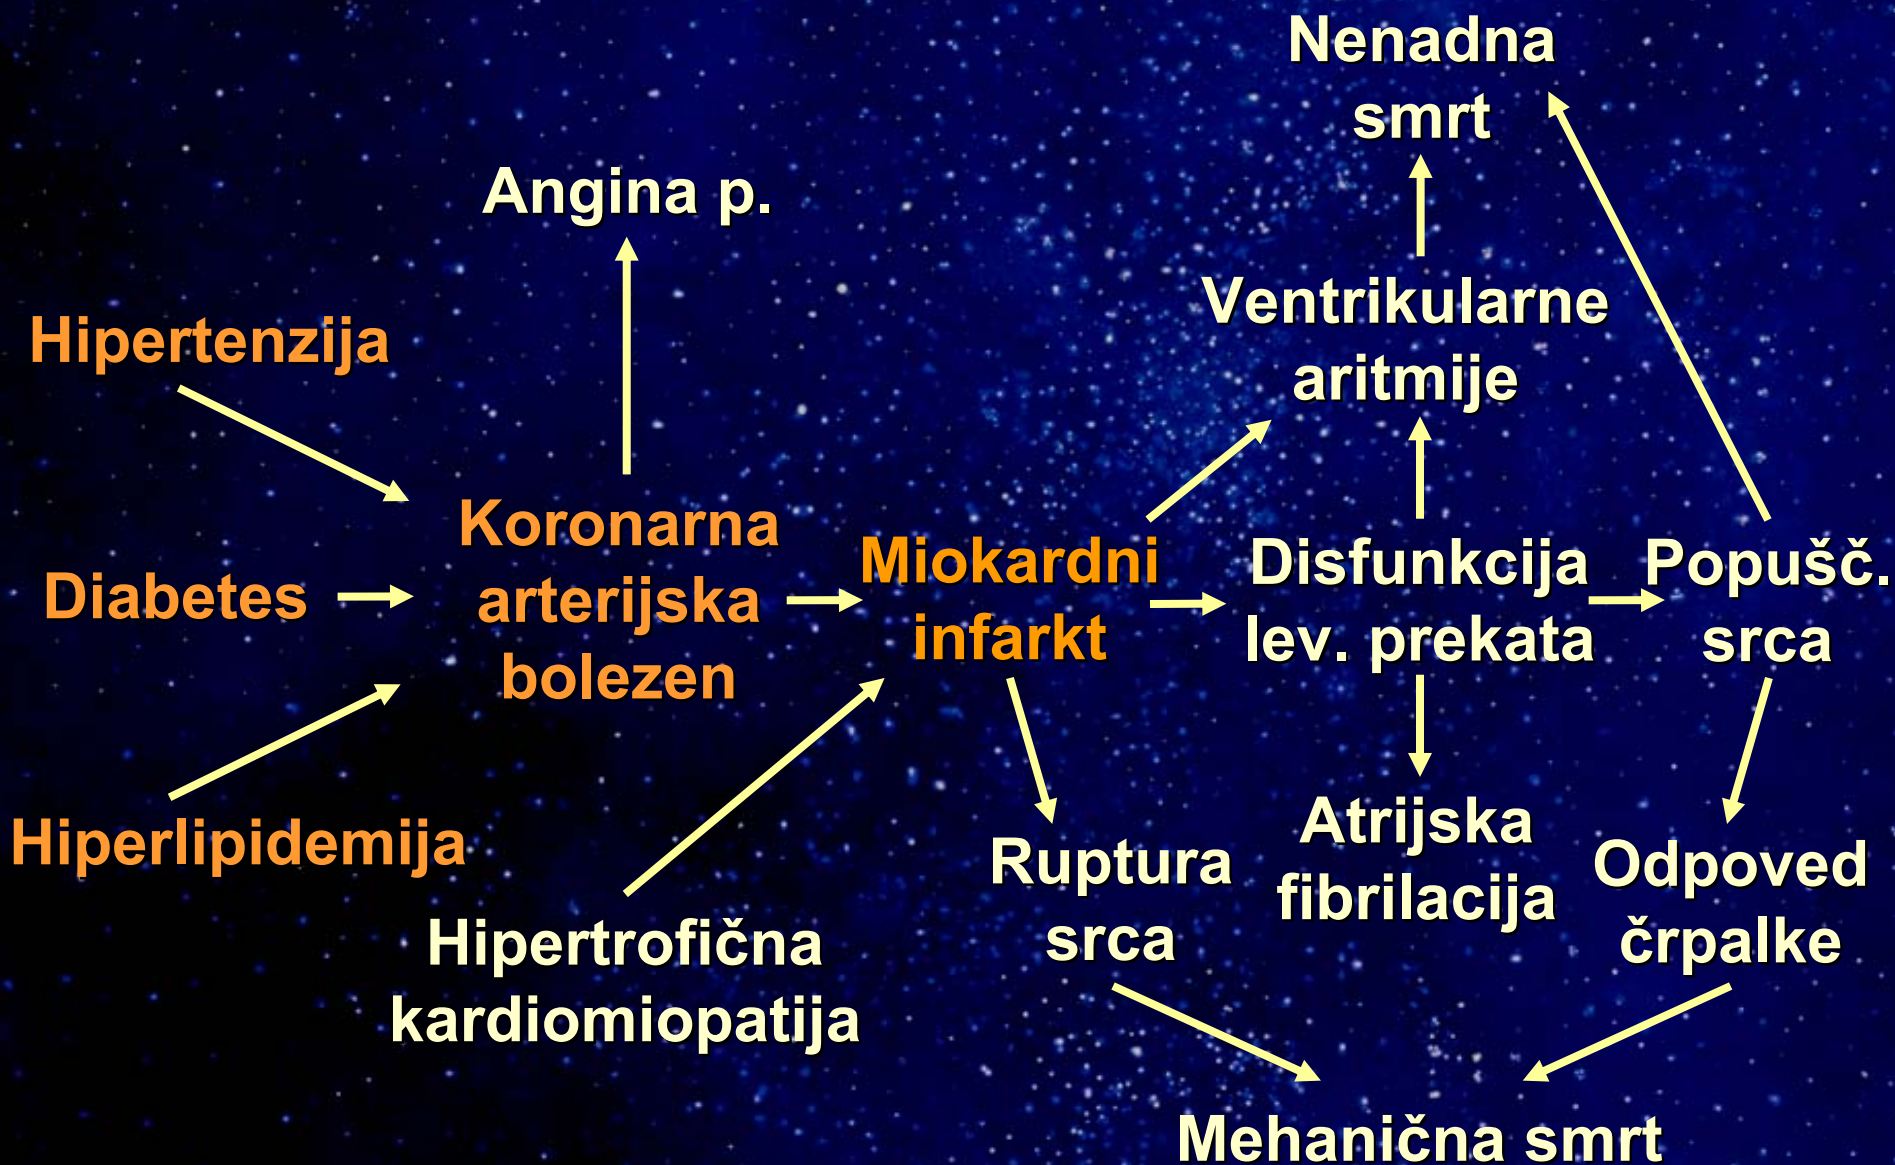 Nenadna
smrt
Angina p.
Ventrikularne
aritmije
Hipertenzija
Koronarna
arterijska
bolezen
Diabetes
Miokardni
infarkt
Disfunkcija
lev. prekata
Popušč.
srca
Hiperlipidemija
Hipertrofična
kardiomiopatija
Ruptura
srca
Atrijska
fibrilacija
Odpoved
črpalke
Mehanična smrt